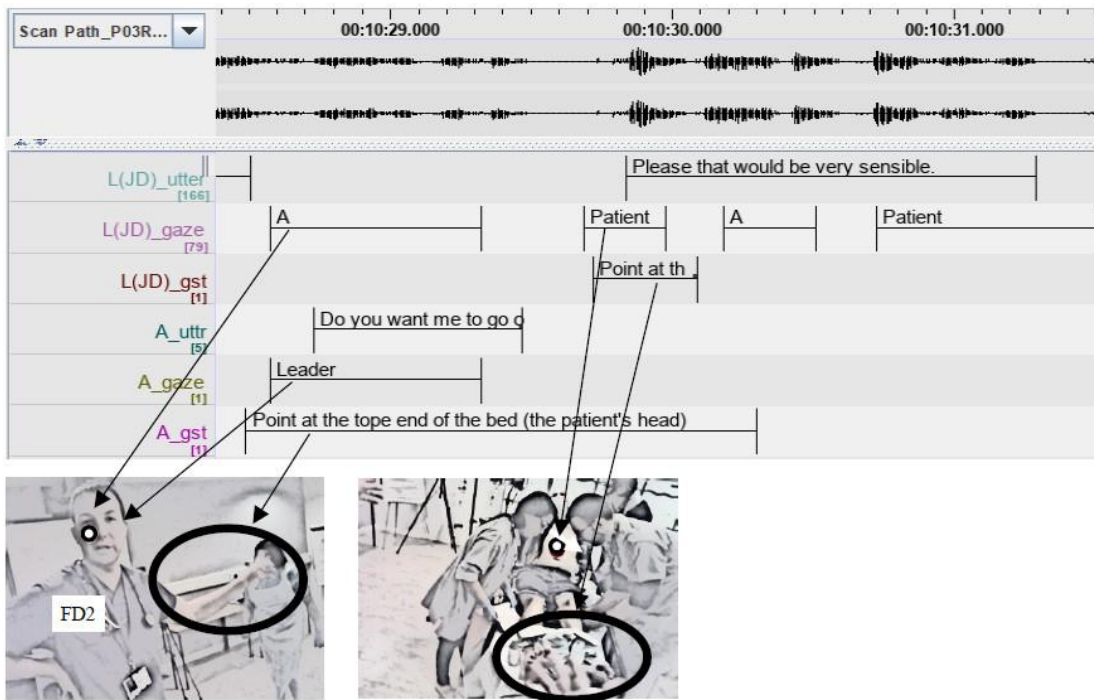 Scan Path_P03R...
00:10:29.000 00:10:30.000 00:10:31.000
L(JD)_utter Please that would be very sensible.
[166]
L(JD)_gaze A Patient A Patient
[79]
L(JD)_gst Point at th .
[1]
A_uttr Do you want me to go o
[5]
A_gaze Leader
[1]
A_gst Point at the tope end of the bed (the patient's head)
[1]
FD2